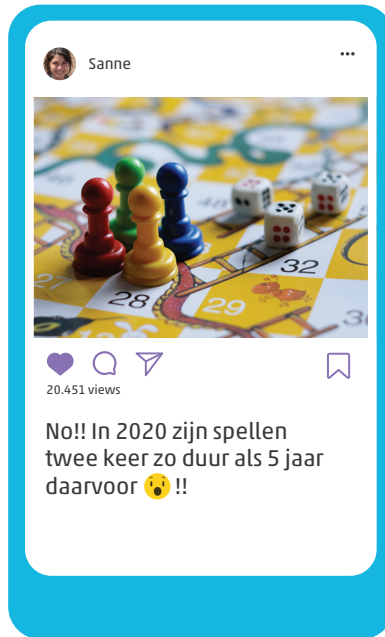 Sanne
28
29
32
20.451 views
No!! In 2020 zijn spellen
twee keer zo duur als 5 jaar
daarvoor 😲 !!